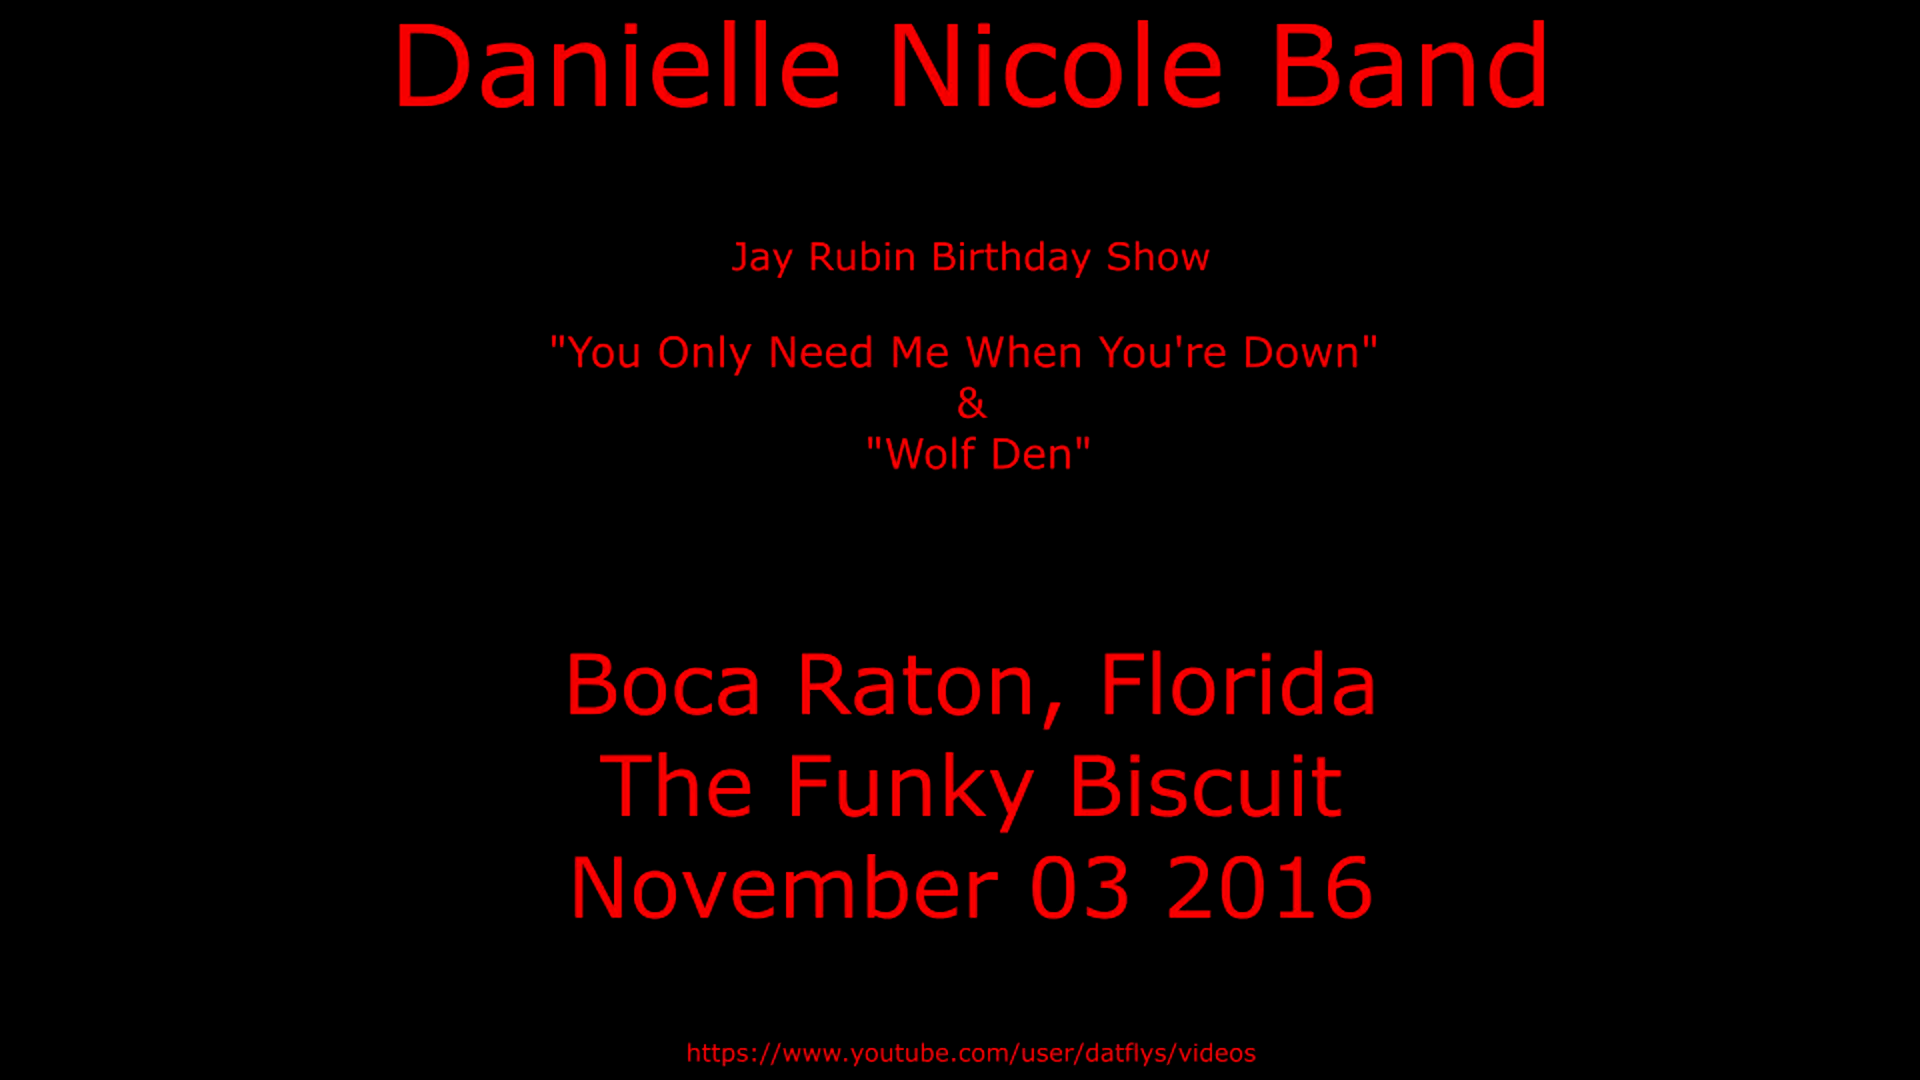 Danielle Nicole Band
Jay Rubin Birthday Show
"You Only Need Me When You're Down"
&
"Wolf Den"
Boca Raton, Florida
The Funky Biscuit
November 03 2016
https://www.youtube.com/user/datflys/videos